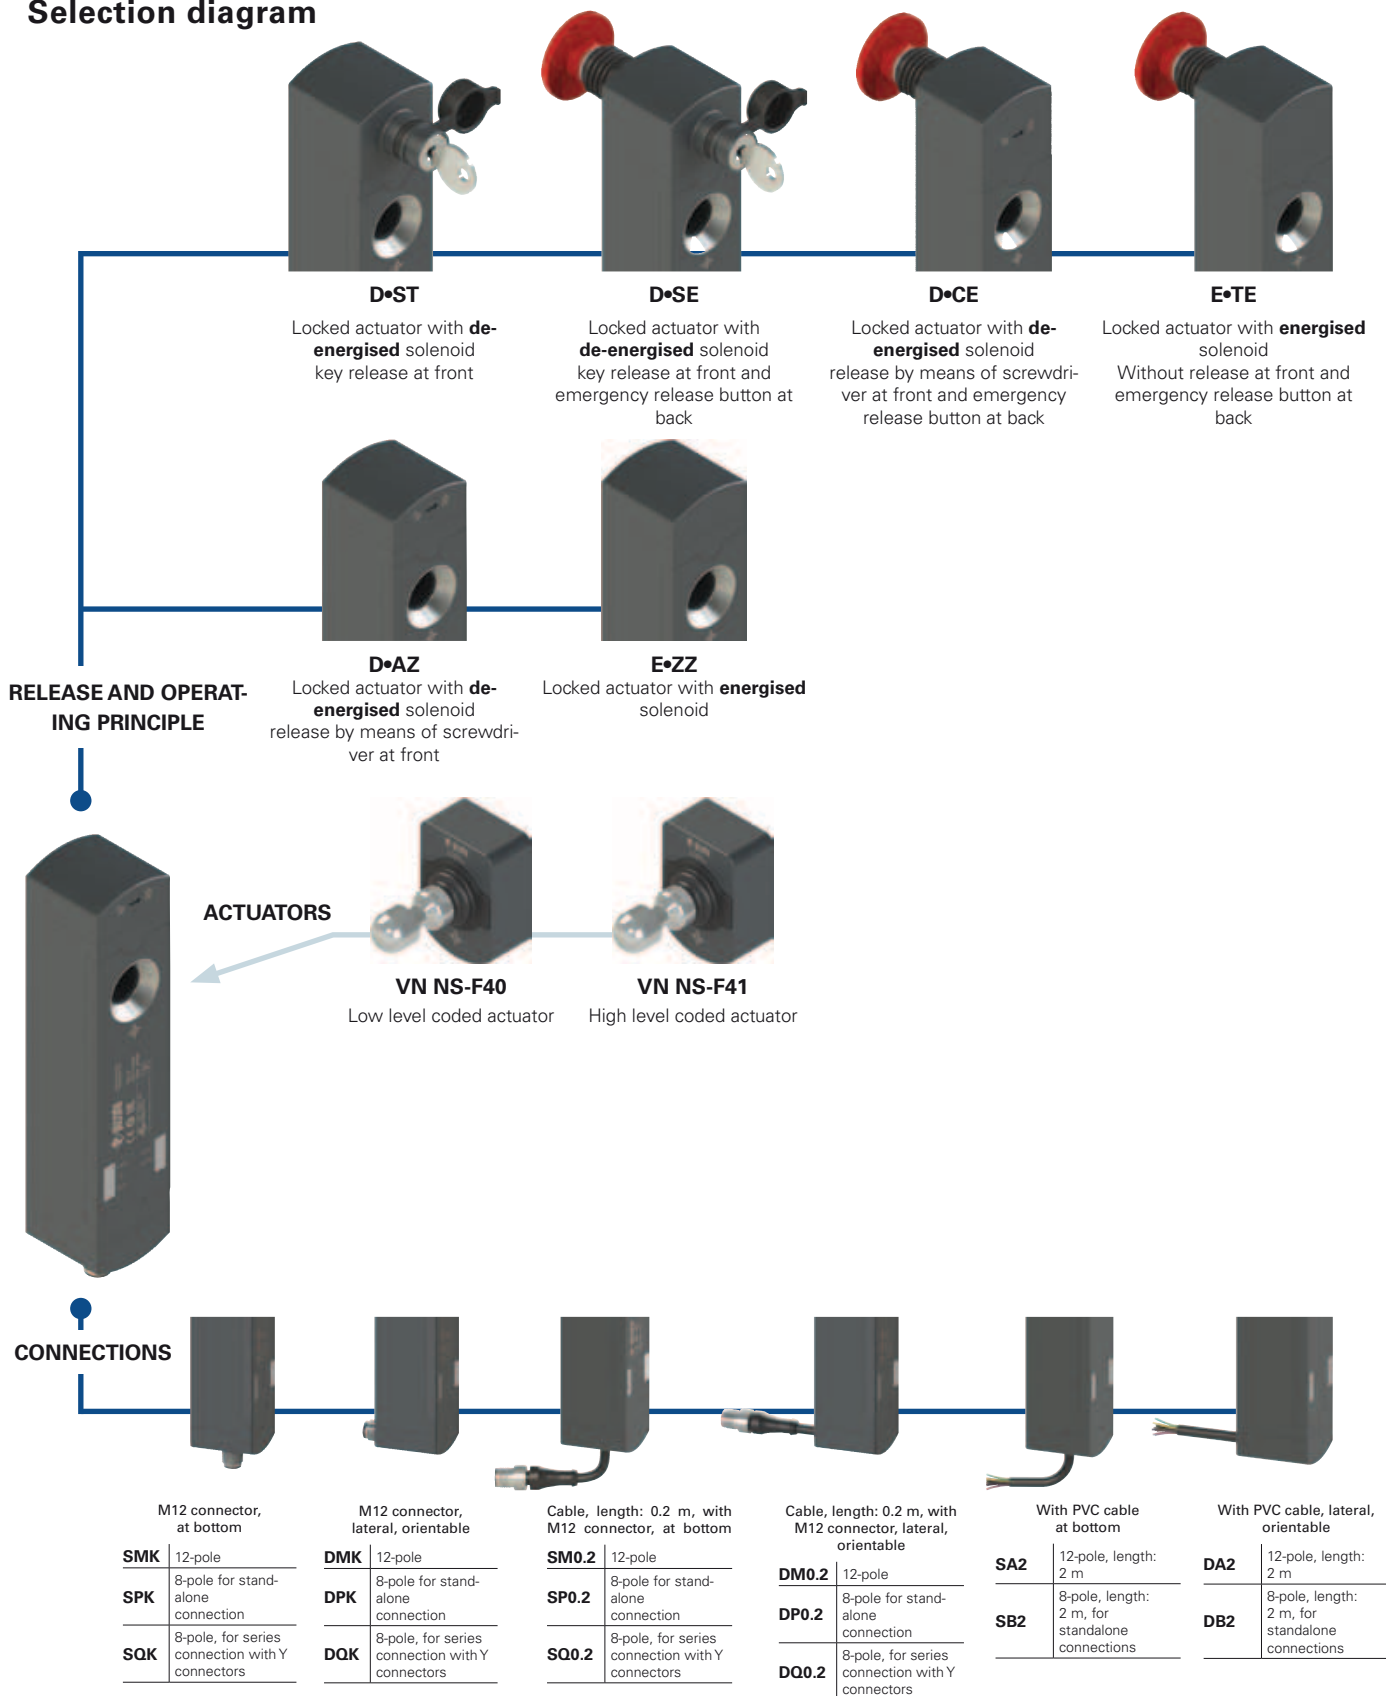 Selection diagram
D•ST
Locked actuator with de-
energised solenoid
key release at front
D•SE
Locked actuator with
de-energised solenoid
key release at front and
emergency release button at
back
D•CE
Locked actuator with de-
energised solenoid
release by means of screwdri-
ver at front and emergency
release button at back
E•TE
Locked actuator with energised
solenoid
Without release at front and
emergency release button at
back
D•AZ
Locked actuator with de-
energised solenoid
release by means of screwdri-
ver at front
E•ZZ
Locked actuator with energised
solenoid
RELEASE AND OPERAT-
ING PRINCIPLE
ACTUATORS
VN NS-F40
Low level coded actuator
VN NS-F41
High level coded actuator
CONNECTIONS
M12 connector,
at bottom
SMK 12-pole
SPK 8-pole for stand-
alone
connection
SQK 8-pole, for series
connection with Y
connectors
M12 connector,
lateral, orientable
DMK 12-pole
DPK 8-pole for stand-
alone
connection
DQK 8-pole, for series
connection with Y
connectors
Cable, length: 0.2 m, with
M12 connector, at bottom
SM0.2 12-pole
SP0.2 8-pole for stand-
alone
connection
SQ0.2 8-pole, for series
connection with Y
connectors
Cable, length: 0.2 m, with
M12 connector, lateral,
orientable
DM0.2 12-pole
DP0.2 8-pole for stand-
alone
connection
DQ0.2 8-pole, for series
connection with Y
connectors
With PVC cable
at bottom
SA2 12-pole, length:
2 m
SB2 8-pole, length:
2 m, for
standalone
connections
With PVC cable, lateral,
orientable
DA2 12-pole, length:
2 m
DB2 8-pole, length:
2 m, for
standalone
connections